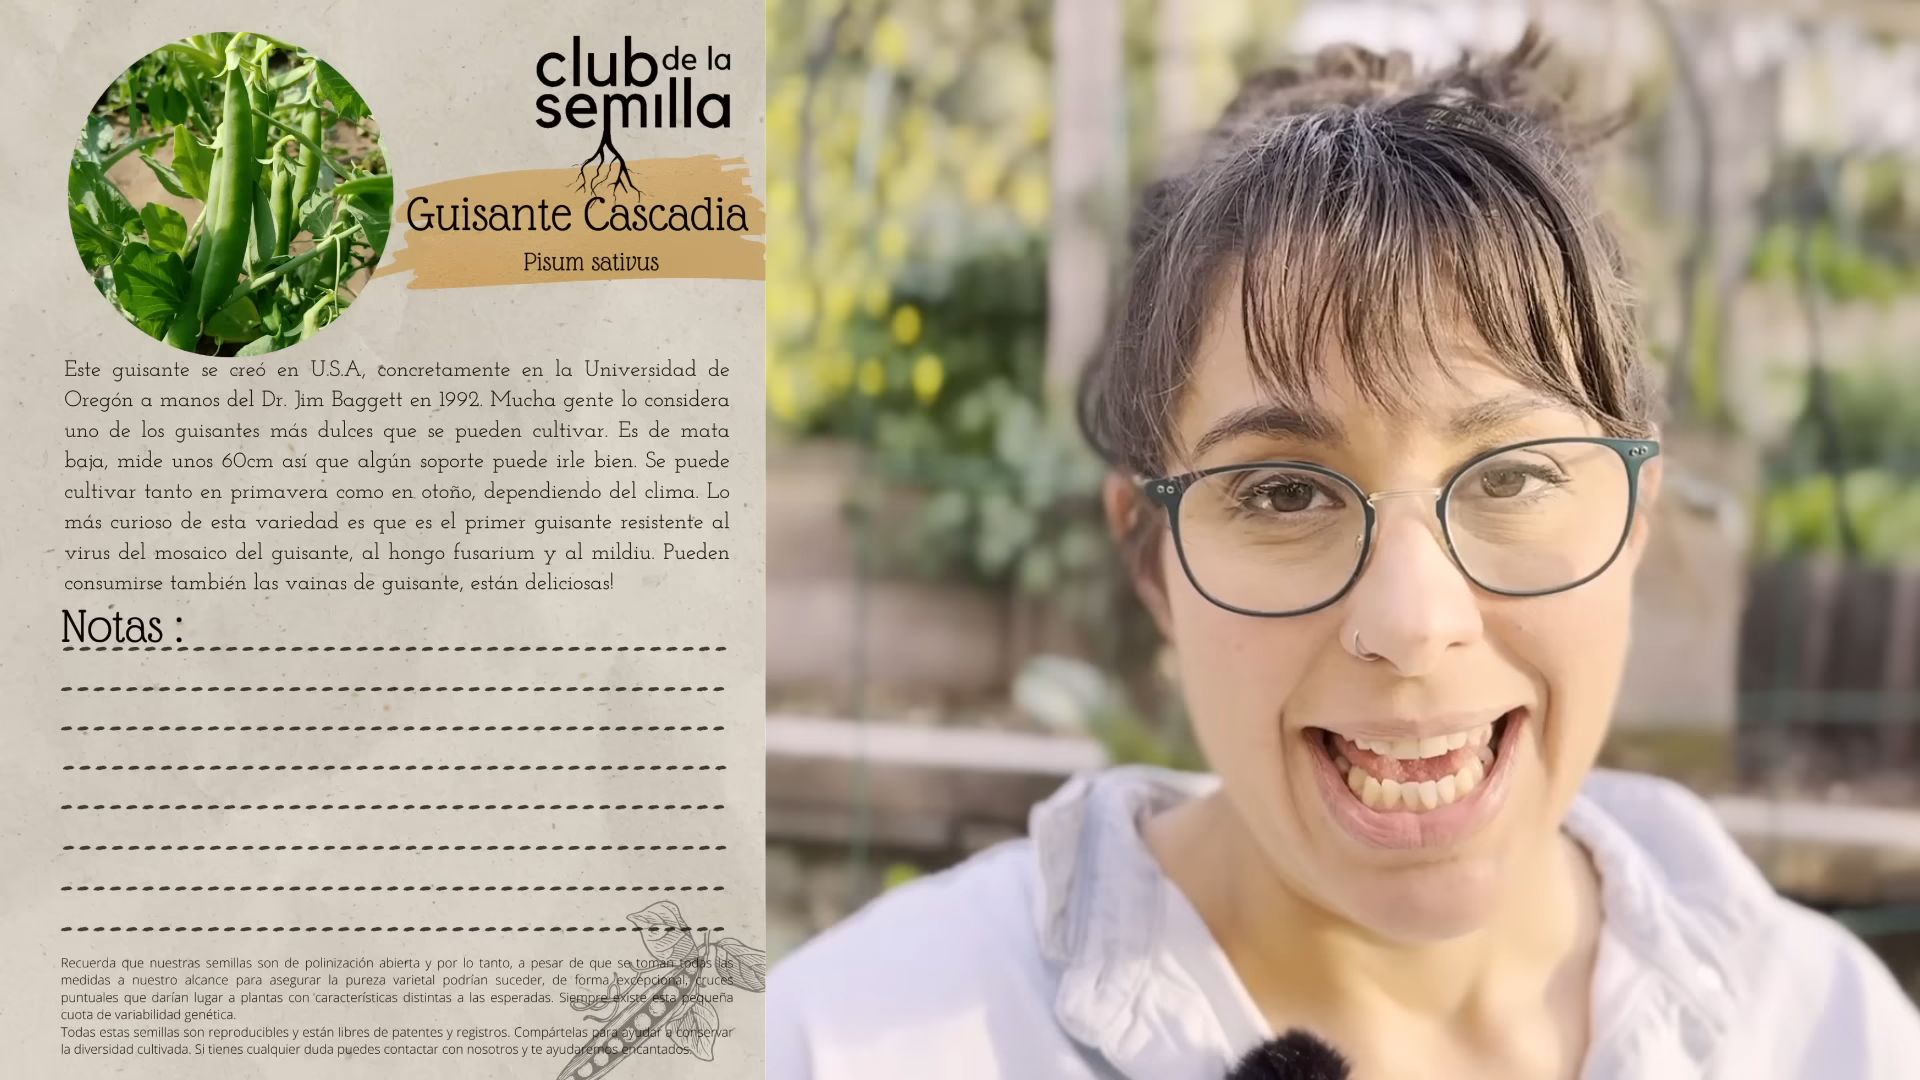 club de la
semilla
Guisante Cascadia
Pisum sativus
Este guisante se creó en U.S.A, concretamente en la Universidad de
Oregón a manos del Dr. Jim Baggett en 1992. Mucha gente lo considera
uno de los guisantes más dulces que se pueden cultivar. Es de mata
baja, mide unos 60cm así que algún soporte puede irle bien. Se puede
cultivar tanto en primavera como en otoño, dependiendo del clima. Lo
más curioso de esta variedad es que es el primer guisante resistente al
virus del mosaico del guisante, al hongo fusarium y al mildiu. Pueden
consumirse también las vainas de guisante, están deliciosas!
Notas :
Recuerda que nuestras semillas son de polinización abierta y por lo tanto, a pesar de que se toman todas las
medidas a nuestro alcance para asegurar la pureza varietal podrían suceder, de forma excepcional, cruces
puntuales que darían lugar a plantas con características distintas a las esperadas. Siempre existe esta pequeña
cuota de variabilidad genética.
Todas estas semillas son reproducibles y están libres de patentes y registros. Compártelas para ayudar a conservar
la diversidad cultivada. Si tienes cualquier duda puedes contactar con nosotros y te ayudaremos encantados.